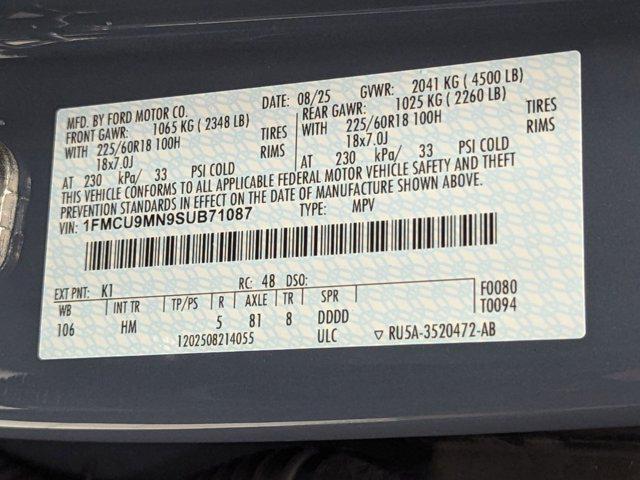 MFD. BY FORD MOTOR CO. DATE: 08/25 GVWR: 2041 KG ( 4500 LB)
FRONT GAWR: 1065 KG ( 2348 LB) REAR GAWR: 1025 KG ( 2260 LB)
WITH 225/60R18 100H TIRES WITH 225/60R18 100H TIRES
18x7.0J RIMS 18x7.0J RIMS
AT 230 kPa/ 33 PSI COLD AT 230 kPa/ 33 PSI COLD
THIS VEHICLE CONFORMS TO ALL APPLICABLE FEDERAL MOTOR VEHICLE SAFETY AND THEFT
PREVENTION STANDARDS IN EFFECT ON THE DATE OF MANUFACTURE SHOWN ABOVE.
VIN: 1FMCU9MN9SUB71087 TYPE: MPV
EXT PNT: K1 RC: 48 DSO: F0080
WB INT TR TP/PS R AXLE TR SPR T0094
106 HM 5 81 8 DDDD
1202508214055 ULC ▽ RU5A-3520472-AB